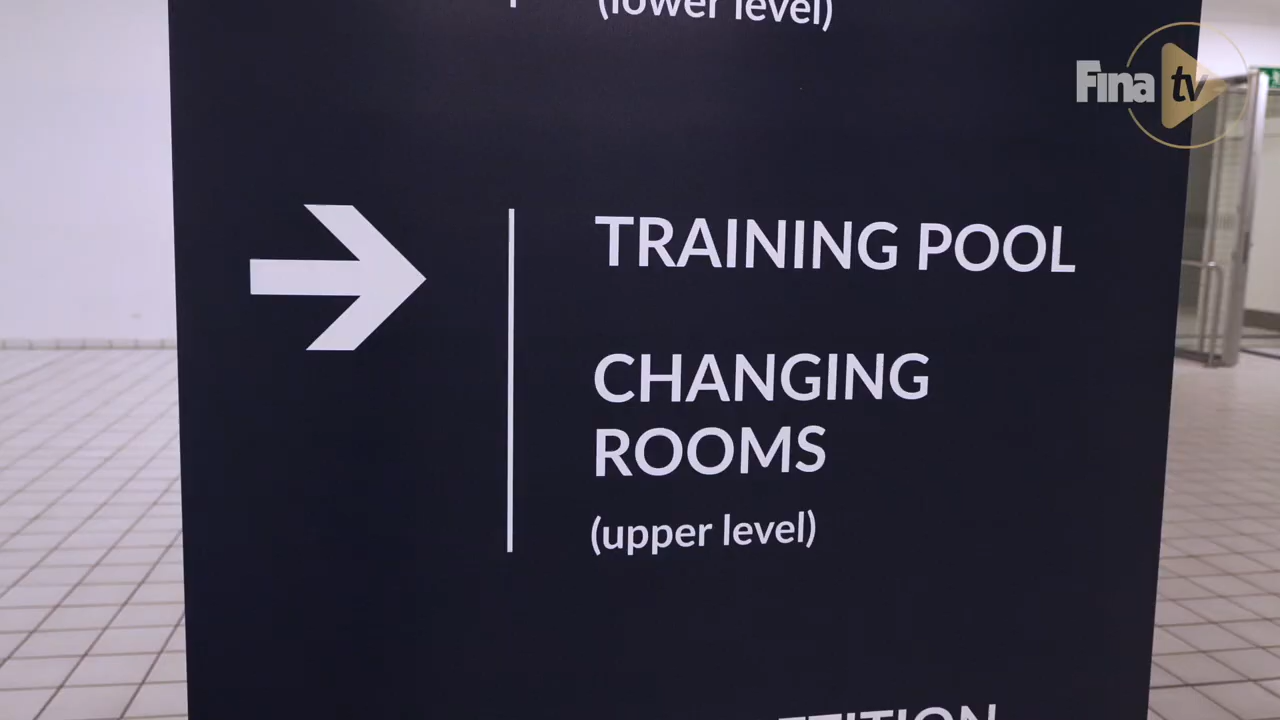 (lower level)
Fina tv
TRAINING POOL
CHANGING
ROOMS
(upper level)